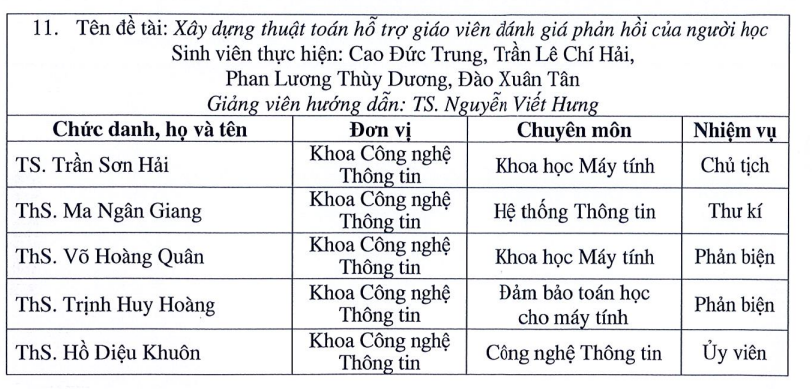 11. Tên đề tài: Xây dựng thuật toán hỗ trợ giáo viên đánh giá phản hồi của người học
Sinh viên thực hiện: Cao Đức Trung, Trần Lê Chí Hải,
Phan Lương Thùy Dương, Đào Xuân Tân
Giảng viên hướng dẫn: TS. Nguyễn Viết Hưng
Chức danh, họ và tên Đơn vị Chuyên môn Nhiệm vụ
TS. Trần Sơn Hải Khoa Công nghệ Thông tin Khoa học Máy tính Chủ tịch
ThS. Ma Ngân Giang Khoa Công nghệ Thông tin Hệ thống Thông tin Thư kí
ThS. Võ Hoàng Quân Khoa Công nghệ Thông tin Khoa học Máy tính Phản biện
ThS. Trịnh Huy Hoàng Khoa Công nghệ Thông tin Đảm bảo toán học cho máy tính Phản biện
ThS. Hồ Diệu Khuôn Khoa Công nghệ Thông tin Công nghệ Thông tin Ủy viên